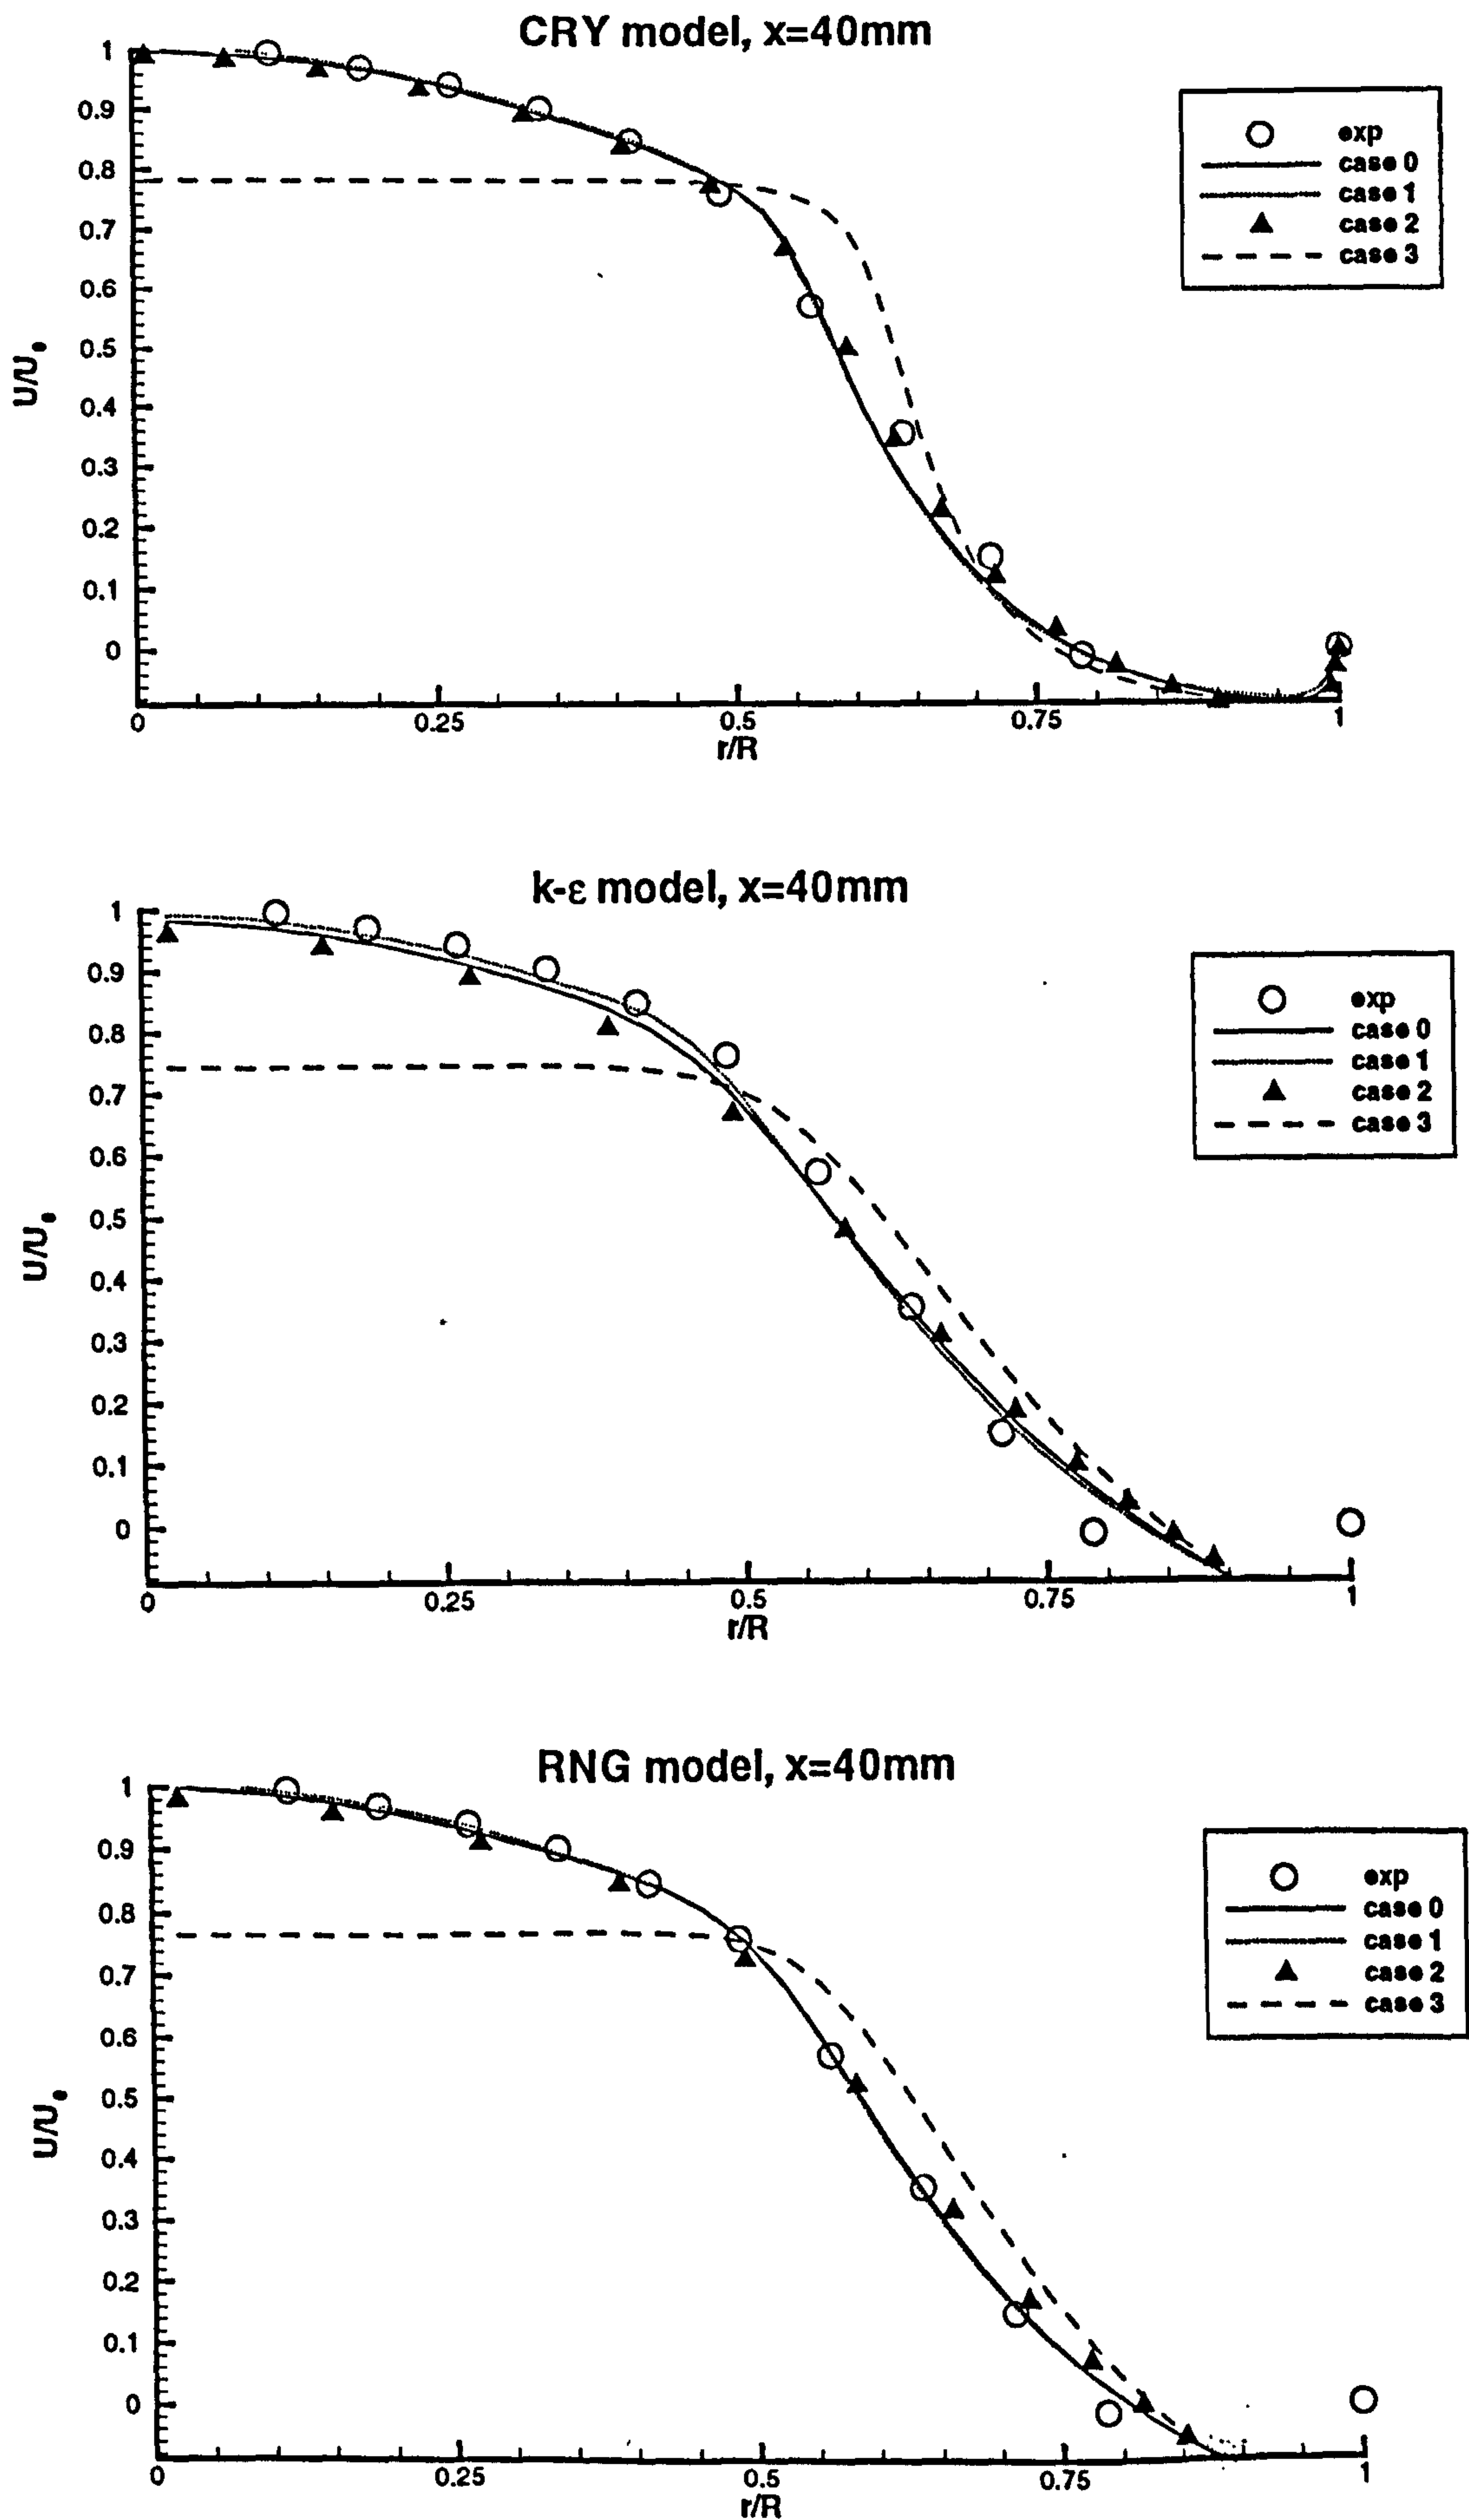 CRY model, x=40mm
1
0.9
0.8
0.7
0.6
0.5
0.4
0.3
0.2
0.1
0
U/U₀
exp
case 0
case 1
case 2
case 3
0 0.25 0.5 0.75 1
r/R
k-ε model, x=40mm
1
0.9
0.8
0.7
0.6
0.5
0.4
0.3
0.2
0.1
0
U/U₀
exp
case 0
case 1
case 2
case 3
0 0.25 0.5 0.75 1
r/R
RNG model, x=40mm
1
0.9
0.8
0.7
0.6
0.5
0.4
0.3
0.2
0.1
0
U/U₀
exp
case 0
case 1
case 2
case 3
0 0.25 0.5 0.75 1
r/R